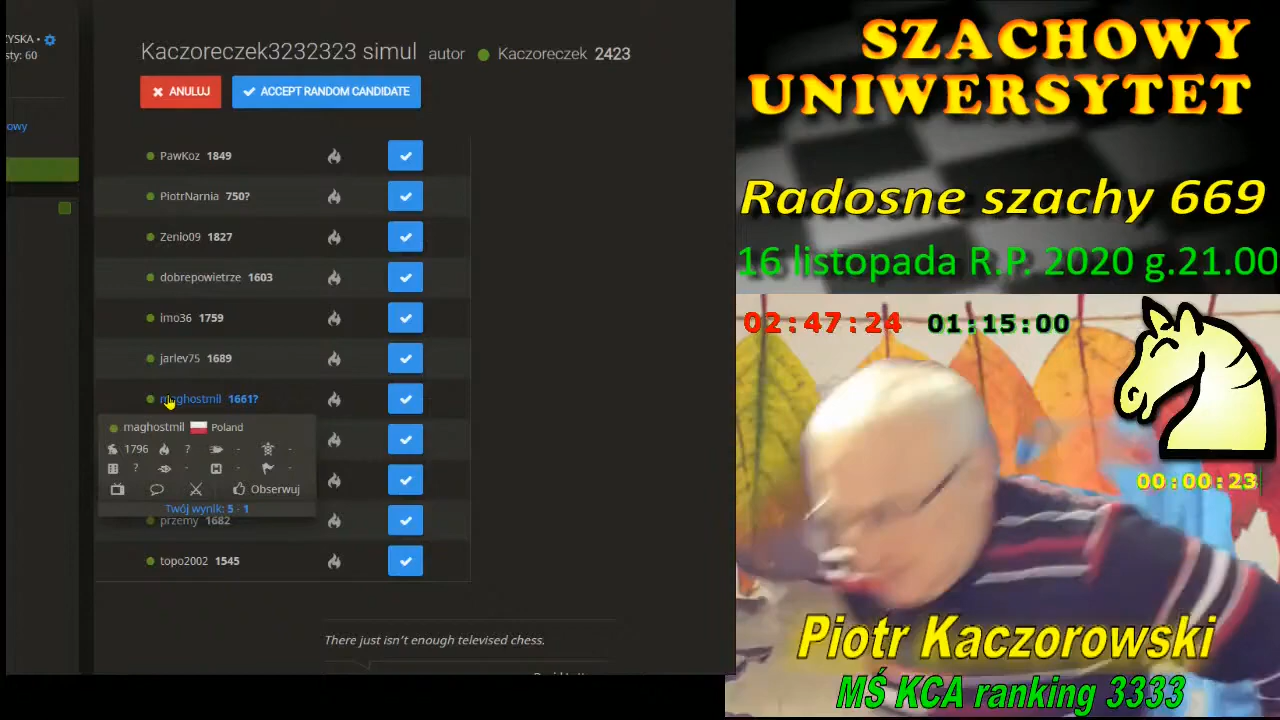 ZYSKA •
sty: 60
owy
Kaczoreczek3232323 simul autor Kaczoreczek 2423
ANULUJ
ACCEPT RANDOM CANDIDATE
PawKoz 1849
PiotrNarnia 750?
Zenio09 1827
dobrepowietrze 1603
imo36 1759
jarlev75 1689
maghostmil 1661?
maghostmil Poland
1796 ? - -
? - - -
Obserwuj
Twój wynik: 5 - 1
przemy 1682
topo2002 1545
There just isn't enough televised chess.
SZACHOWY
UNIWERSYTET
Radosne szachy 669
16 listopada R.P. 2020 g.21.00
02:47:24 01:15:00
00:00:23
Piotr Kaczorowski
MŚ KCA ranking 3333